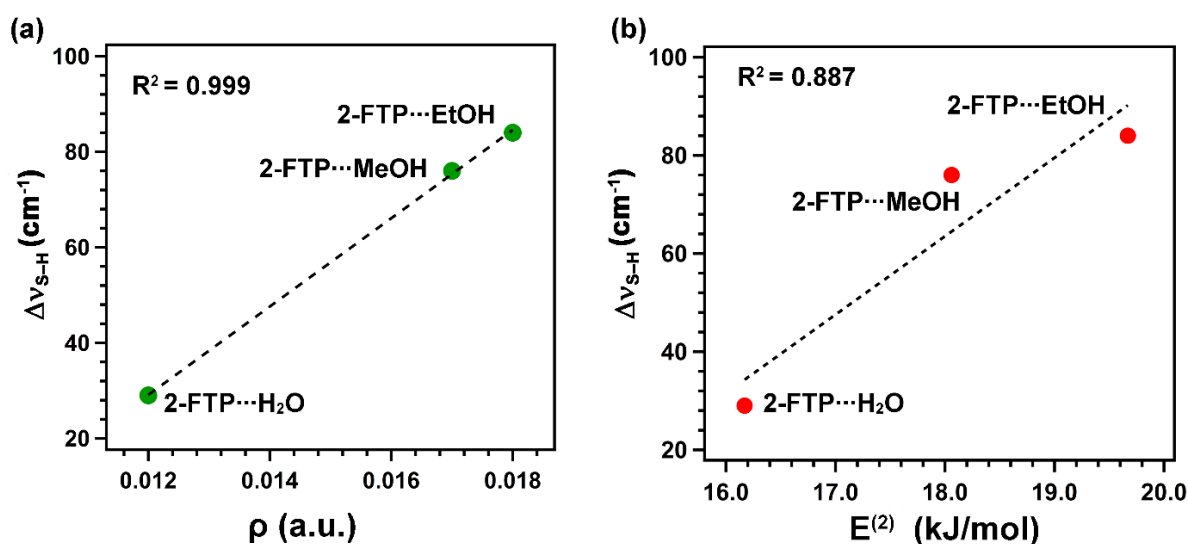 (a)
R² = 0.999
2-FTP···EtOH
2-FTP···MeOH
2-FTP···H₂O
100
80
60
40
20
0.012
0.014
0.016
0.018
Δν_S–H (cm⁻¹)
ρ (a.u.)
(b)
R² = 0.887
2-FTP···EtOH
2-FTP···MeOH
2-FTP···H₂O
100
80
60
40
20
16.0
17.0
18.0
19.0
20.0
Δν_S–H (cm⁻¹)
E⁽²⁾ (kJ/mol)